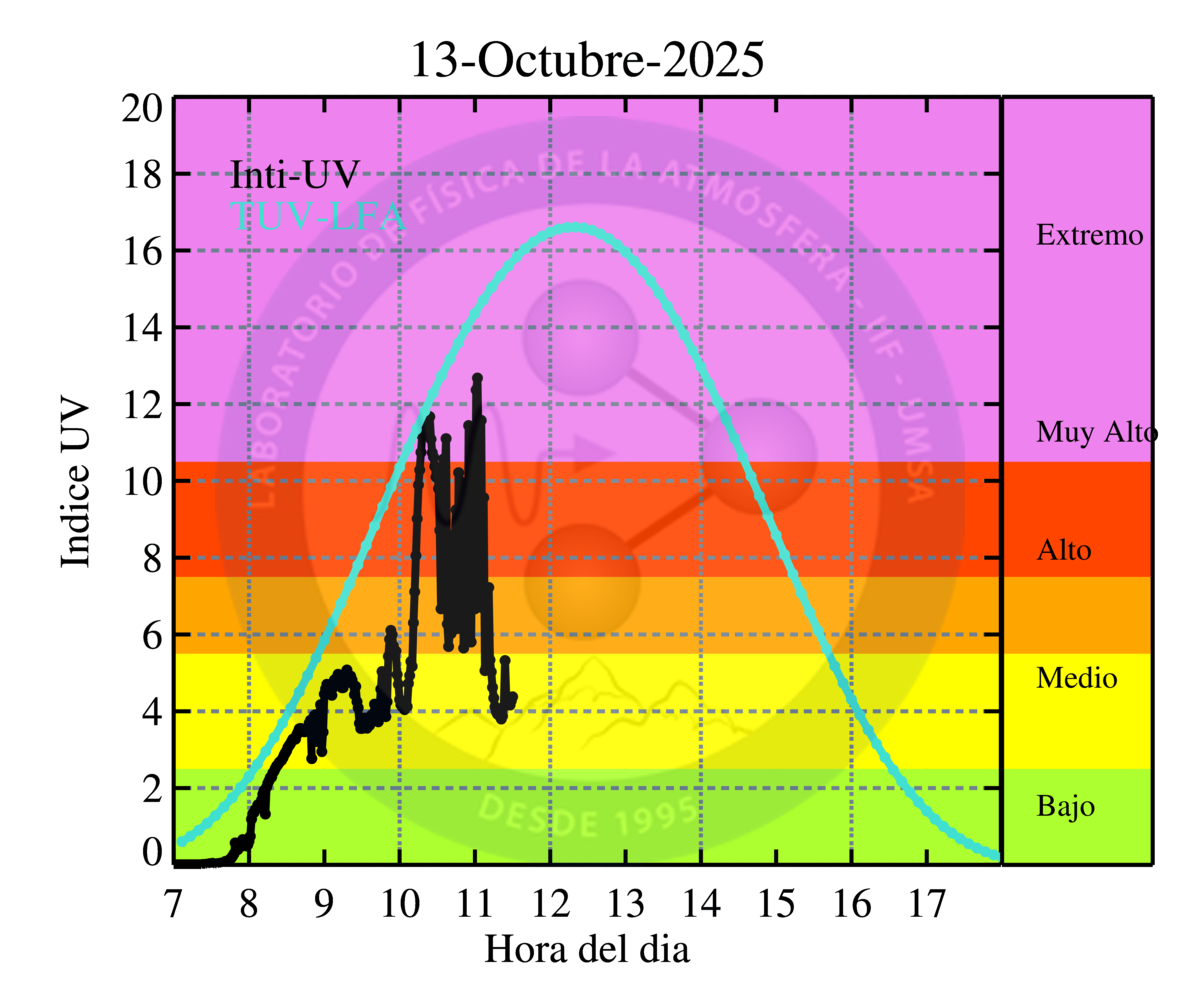 13-Octubre-2025
Inti-UV
TUV-LFA
LABORATORIO DE FÍSICA DE LA ATMÓSFERA - IIF - UMSA
DESDE 1995
Indice UV
20
18
16
14
12
10
8
6
4
2
0
Extremo
Muy Alto
Alto
Medio
Bajo
7 8 9 10 11 12 13 14 15 16 17
Hora del dia